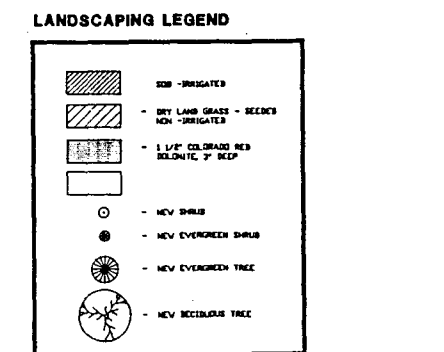 LANDSCAPING LEGEND
SOD -IRRIGATED
- DRY LAND GRASS - SEEDED
NON -IRRIGATED
- 1 1/2" COLORADO RED
DOLOMITE, 3" DEEP
- NEW SHRUB
- NEW EVERGREEN SHRUB
- NEW EVERGREEN TREE
- NEW DECIDUOUS TREE